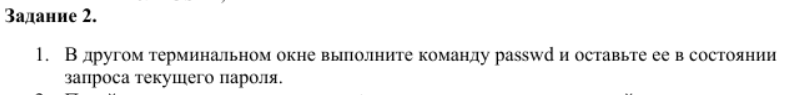 Задание 2.
1. В другом терминальном окне выполните команду passwd и оставьте ее в состоянии
запроса текущего пароля.